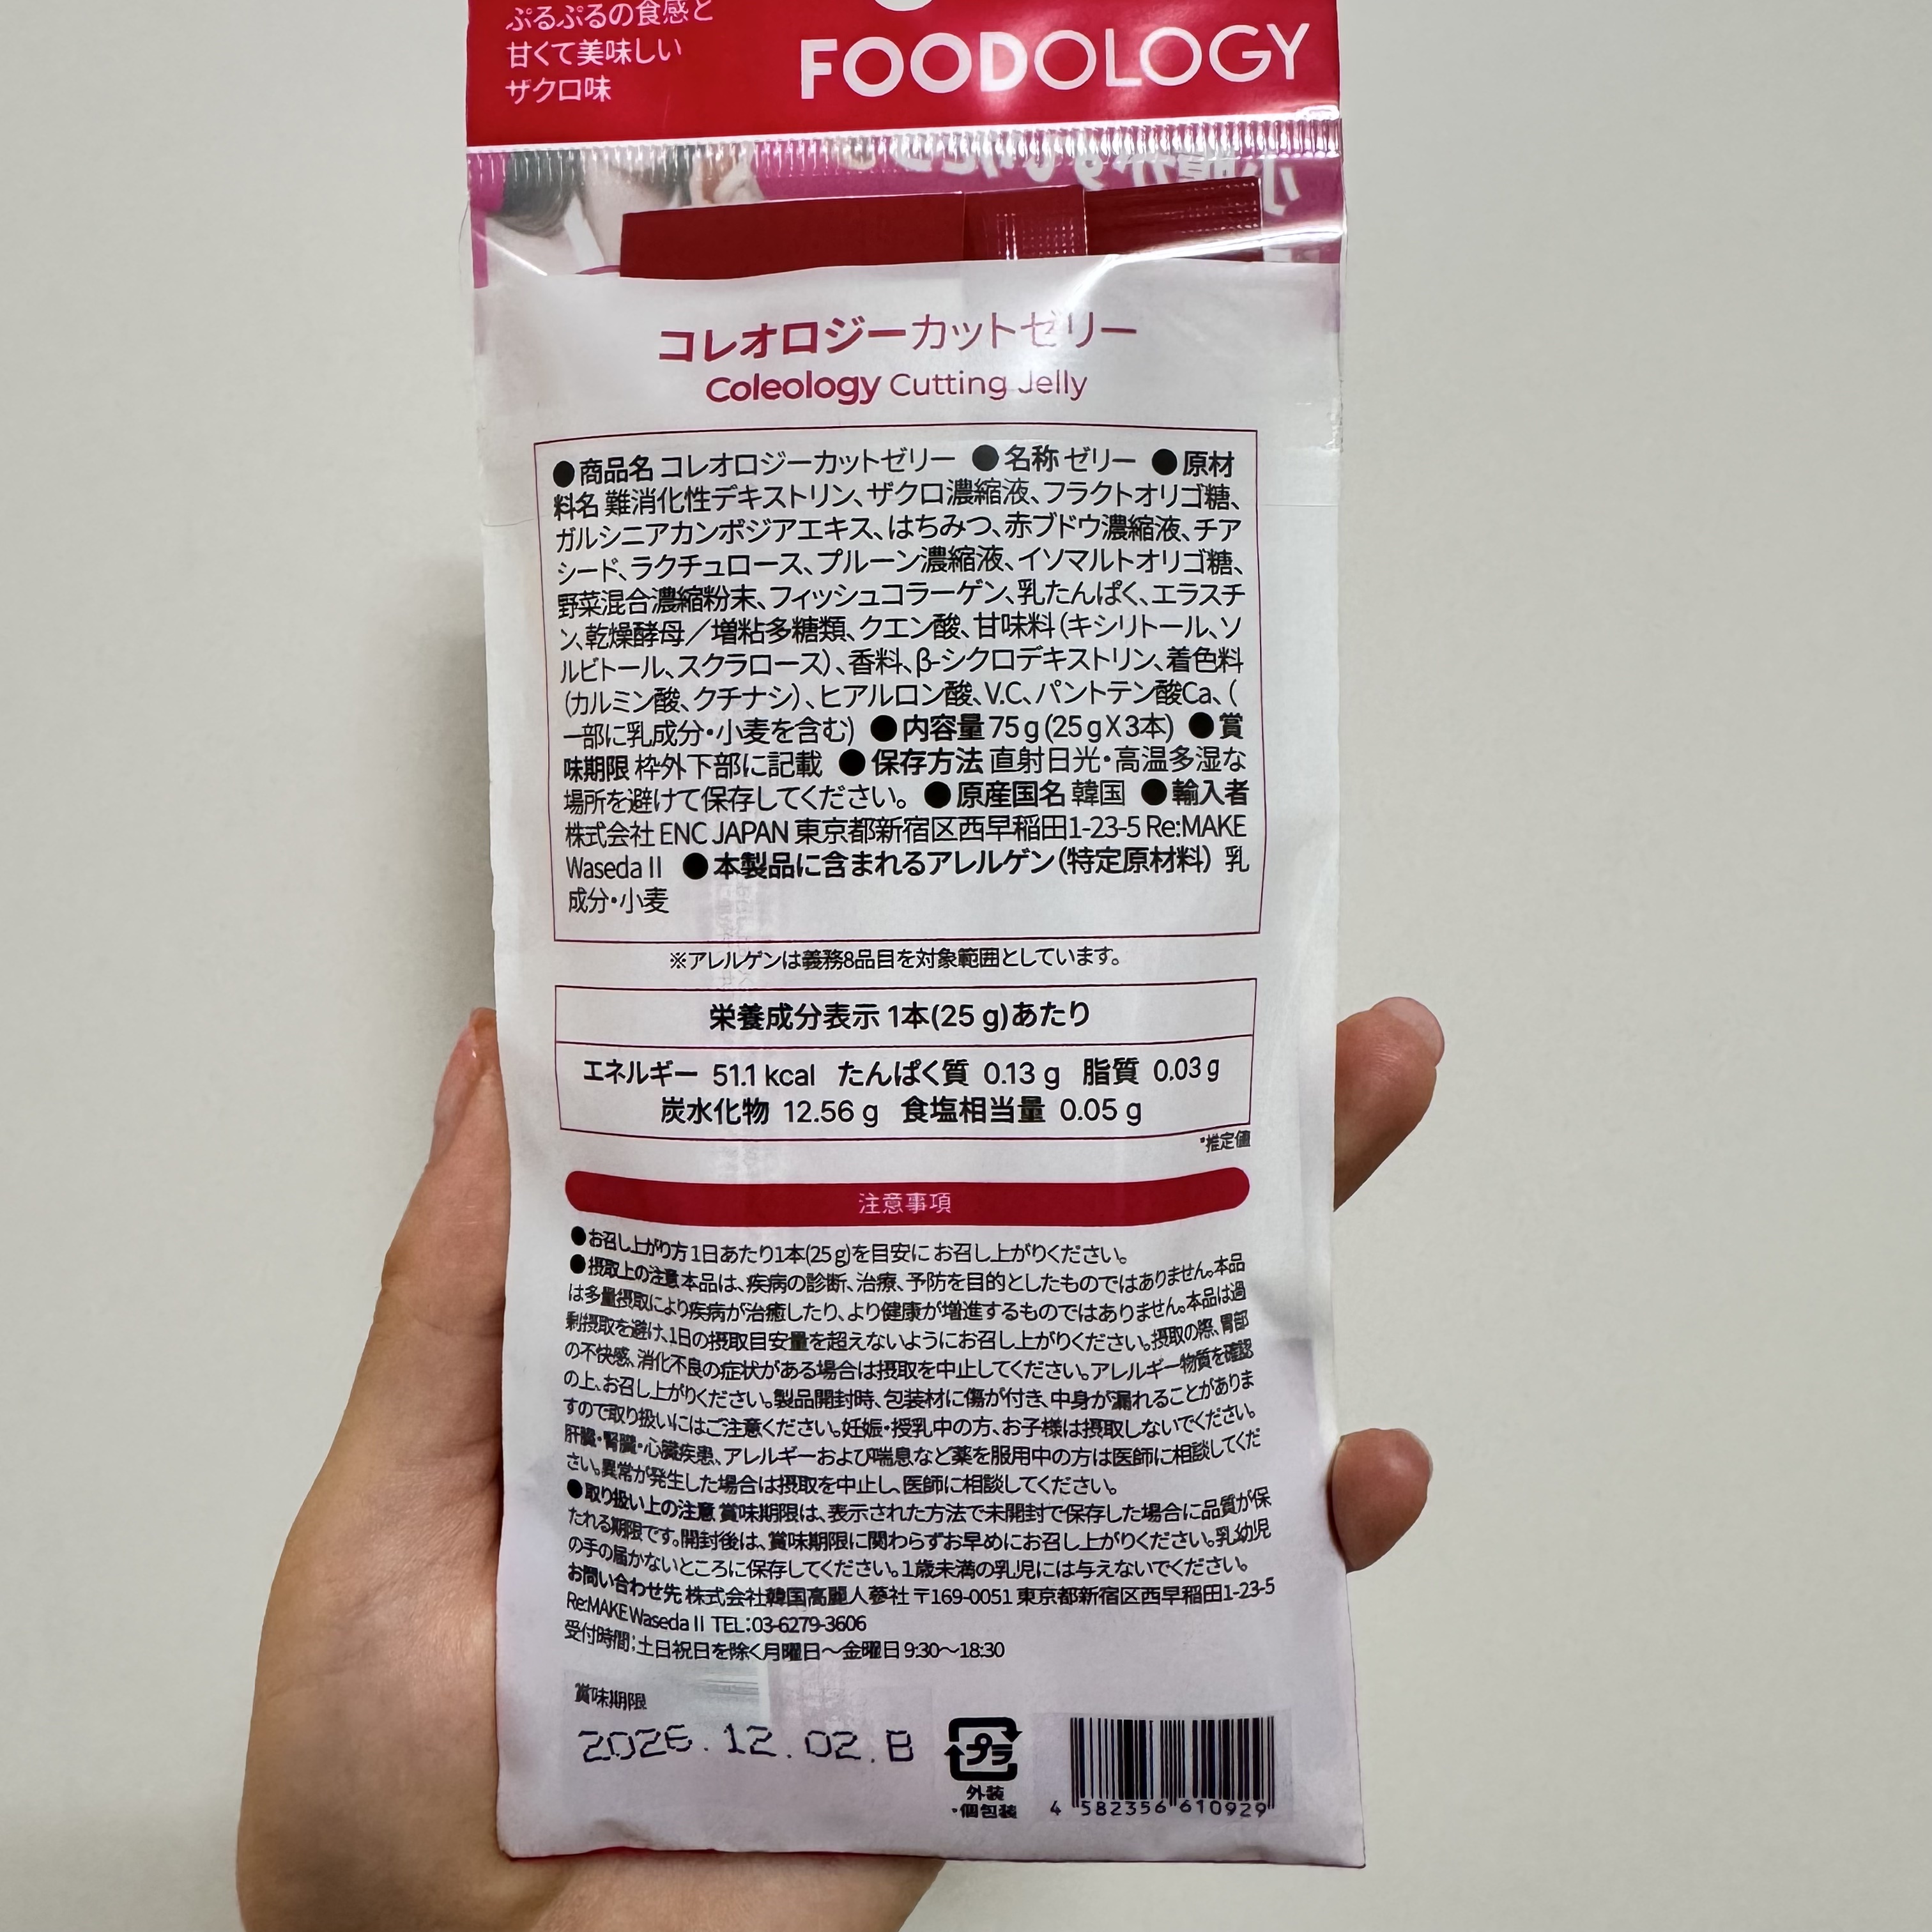 ぷるぷるの食感と
甘くて美味しい
ザクロ味
FOODOLOGY
コレオロジーカットゼリー
Coleology Cutting Jelly
●商品名 コレオロジーカットゼリー ●名称 ゼリー ●原材
料名 難消化性デキストリン、ザクロ濃縮液、フラクトオリゴ糖、
ガルシニアカンボジアエキス、はちみつ、赤ブドウ濃縮液、チア
シード、ラクチュロース、プルーン濃縮液、イソマルトオリゴ糖、
野菜混合濃縮粉末、フィッシュコラーゲン、乳たんぱく、エラスチ
ン、乾燥酵母／増粘多糖類、クエン酸、甘味料（キシリトール、ソ
ルビトール、スクラロース）、香料、β-シクロデキストリン、着色料
（カルミン酸、クチナシ）、ヒアルロン酸、V.C、パントテン酸Ca、（
一部に乳成分・小麦を含む） ●内容量 75g(25gX3本) ●賞
味期限 枠外下部に記載 ●保存方法 直射日光・高温多湿な
場所を避けて保存してください。 ●原産国名 韓国 ●輸入者
株式会社 ENC JAPAN 東京都新宿区西早稲田1-23-5 Re:MAKE
Waseda II ●本製品に含まれるアレルゲン（特定原材料） 乳
成分・小麦
※アレルゲンは義務8品目を対象範囲としています。
栄養成分表示 1本(25 g)あたり
エネルギー 51.1 kcal たんぱく質 0.13 g 脂質 0.03 g
炭水化物 12.56 g 食塩相当量 0.05 g
*推定値
注意事項
●お召し上がり方 1日あたり1本(25 g)を目安に お召し上がりください。
●摂取上の注意 本品は、疾病の診断、治療、予防を目的としたものではありません。本品
は多量摂取により疾病が治癒したり、より健康が増進するものではありません。本品は過
剰摂取を避け、1日の摂取目安量を超えないようにお召し上がりください。摂取の際、胃部
の不快感、消化不良の症状がある場合は摂取を中止してください。アレルギー物質を確認
の上、お召し上がりください。製品開封時、包装材に傷が付き、中身が漏れることがありま
すので取り扱いにはご注意ください。妊娠・授乳中の方、お子様は摂取しないでください。
肝臓・腎臓・心臓疾患、アレルギーおよび喘息など薬を服用中の方は医師に相談してくだ
さい。異常が発生した場合は摂取を中止し、医師に相談してください。
●取り扱い上の注意 賞味期限は、表示された方法で未開封で保存した場合に品質が保
たれる期限です。開封後は、賞味期限に関わらずお早めにお召し上がりください。乳幼児
の手の届かないところに保存してください。1歳未満の乳児には与えないでください。
お問い合わせ先 株式会社韓国高麗人蔘社 〒169-0051 東京都新宿区西早稲田1-23-5
Re:MAKE Waseda II TEL：03-6279-3606
受付時間；土日祝日を除く月曜日～金曜日 9:30～18:30
賞味期限
2026.12.02.B
プラ
外装
・個包装
4 582356 610929